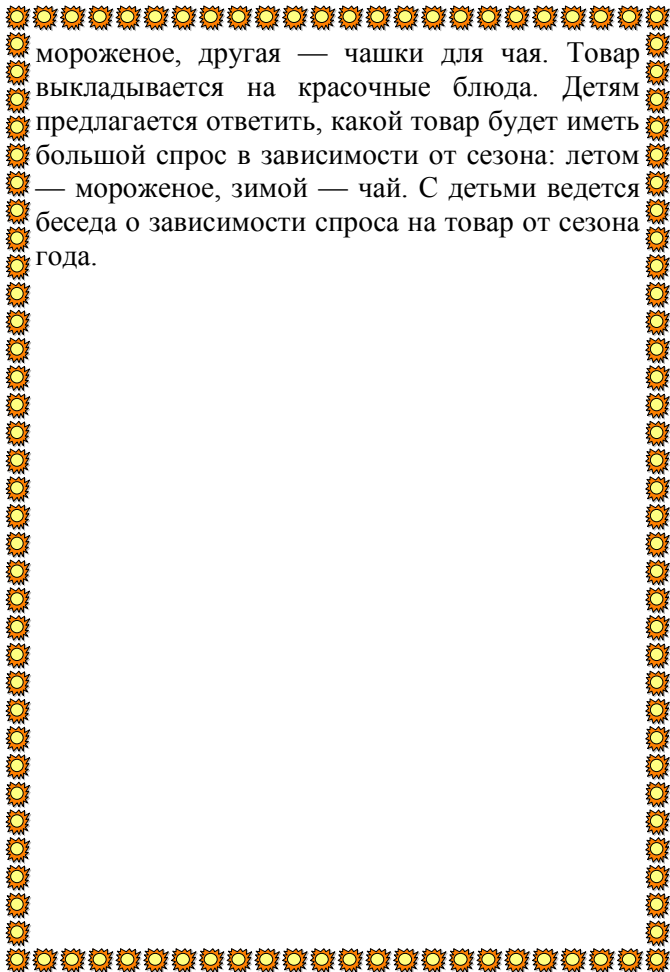 мороженое, другая — чашки для чая. Товар
выкладывается на красочные блюда. Детям
предлагается ответить, какой товар будет иметь
большой спрос в зависимости от сезона: летом
— мороженое, зимой — чай. С детьми ведется
беседа о зависимости спроса на товар от сезона
года.